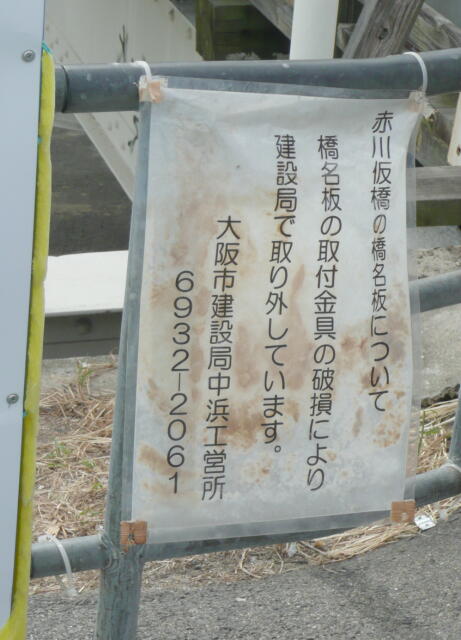 赤川仮橋の橋名板について
橋名板の取付金具の破損により
建設局で取り外しています。
大阪市建設局中浜工営所
6932-2061